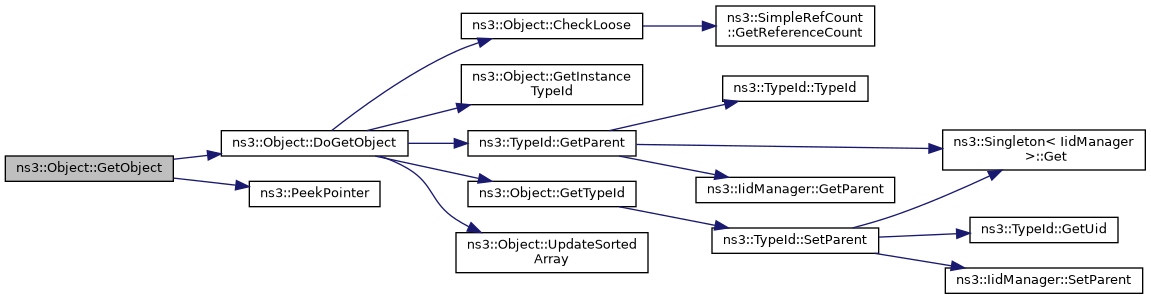 ns3::Object::GetObject
ns3::Object::DoGetObject
ns3::PeekPointer
ns3::Object::CheckLoose
ns3::Object::GetInstance
TypeId
ns3::TypeId::GetParent
ns3::Object::GetTypeId
ns3::Object::UpdateSorted
Array
ns3::SimpleRefCount
::GetReferenceCount
ns3::TypeId::TypeId
ns3::IidManager::GetParent
ns3::TypeId::SetParent
ns3::Singleton< IidManager
>::Get
ns3::TypeId::GetUid
ns3::IidManager::SetParent